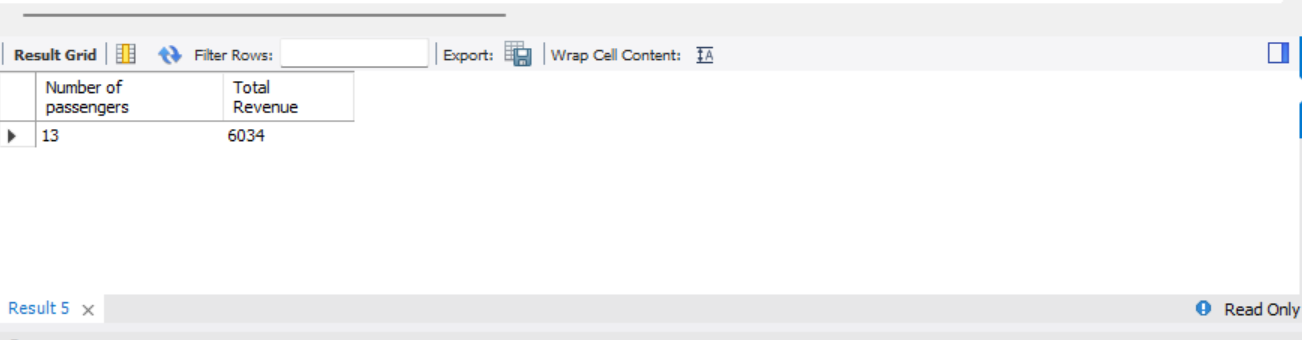 Result Grid Filter Rows: Export: Wrap Cell Content: IA
Number of passengers Total Revenue
13 6034
Result 5 × Read Only